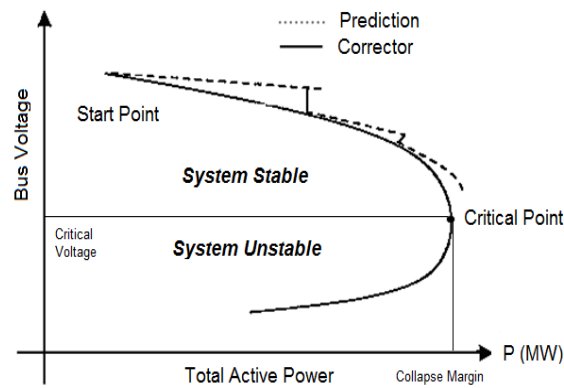 Prediction
Corrector
Bus Voltage
Start Point
System Stable
Critical Point
Critical
Voltage
System Unstable
P (MW)
Total Active Power
Collapse Margin